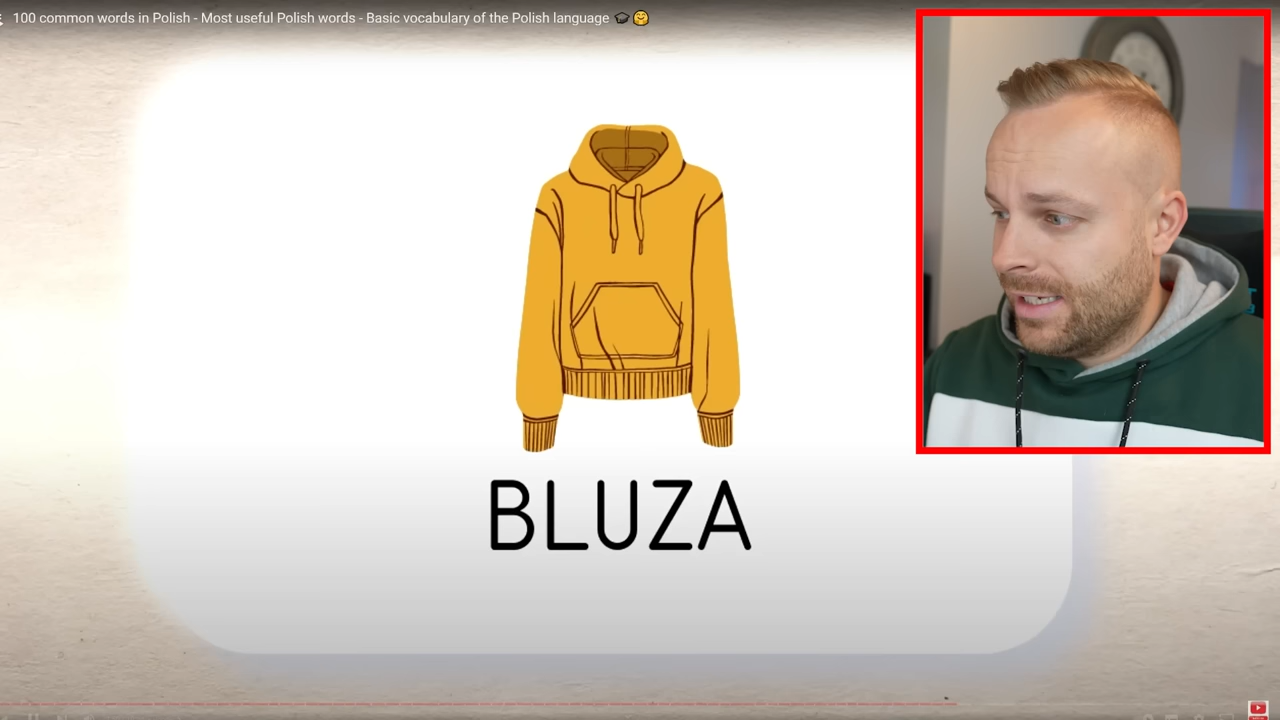 100 common words in Polish - Most useful Polish words - Basic vocabulary of the Polish language 🎓🤗
BLUZA